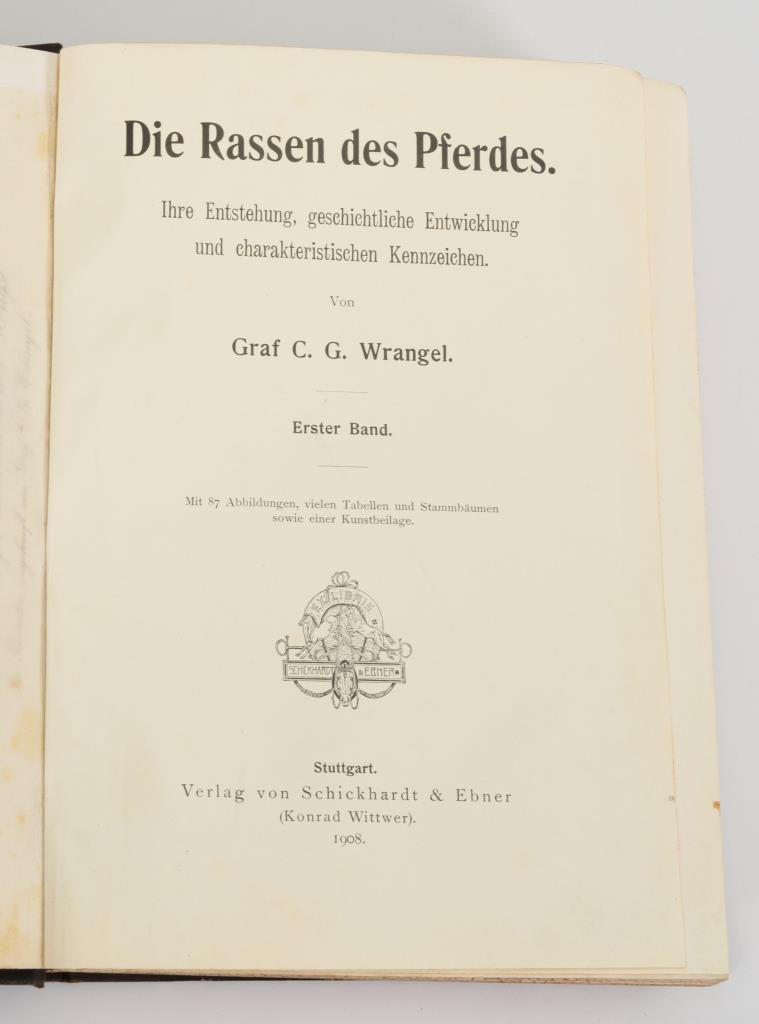 Die Rassen des Pferdes.
Ihre Entstehung, geschichtliche Entwicklung
und charakteristischen Kennzeichen.
Von
Graf C. G. Wrangel.
Erster Band.
Mit 87 Abbildungen, vielen Tabellen und Stammbäumen
sowie einer Kunstbeilage.
EX LIBRIS
SCHICKHARDT & EBNER
Stuttgart.
Verlag von Schickhardt & Ebner
(Konrad Wittwer).
1908.